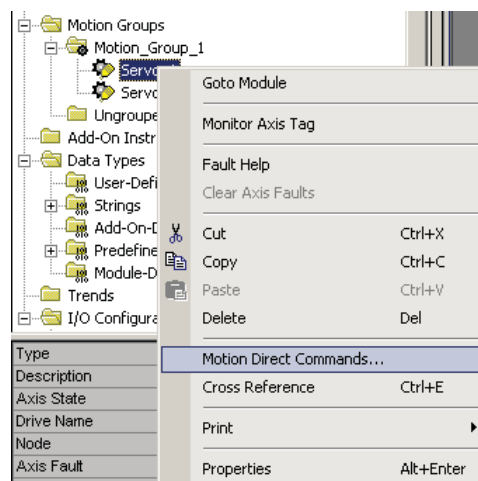 Motion Groups
Motion_Group_1
Servo
Servo
Ungroupe
Add-On Instr
Data Types
User-Defi
Strings
Add-On-D
Predefine
Module-D
Trends
I/O Configura
Goto Module
Monitor Axis Tag
Fault Help
Clear Axis Faults
Cut Ctrl+X
Copy Ctrl+C
Paste Ctrl+V
Delete Del
Motion Direct Commands...
Cross Reference Ctrl+E
Print
Properties Alt+Enter
Type
Description
Axis State
Drive Name
Node
Axis Fault